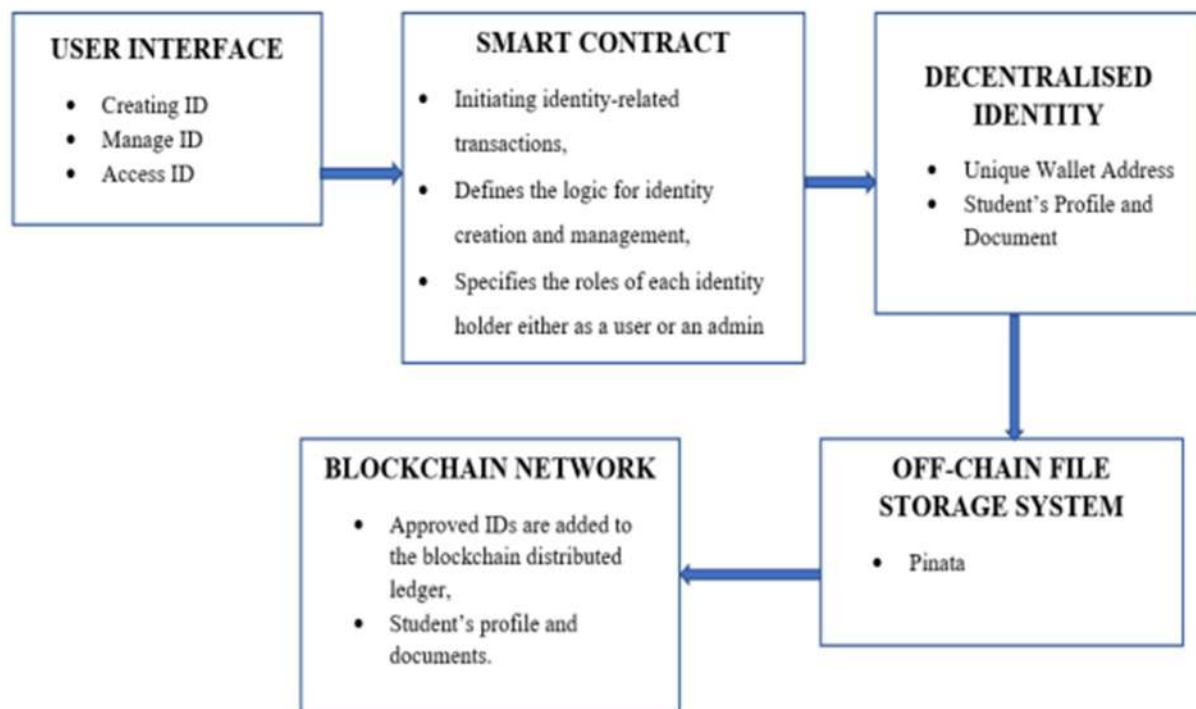 USER INTERFACE
• Creating ID
• Manage ID
• Access ID
SMART CONTRACT
• Initiating identity-related
transactions,
• Defines the logic for identity
creation and management,
• Specifies the roles of each identity
holder either as a user or an admin
DECENTRALISED
IDENTITY
• Unique Wallet Address
• Student’s Profile and
Document
BLOCKCHAIN NETWORK
• Approved IDs are added to
the blockchain distributed
ledger,
• Student’s profile and
documents.
OFF-CHAIN FILE
STORAGE SYSTEM
• Pinata